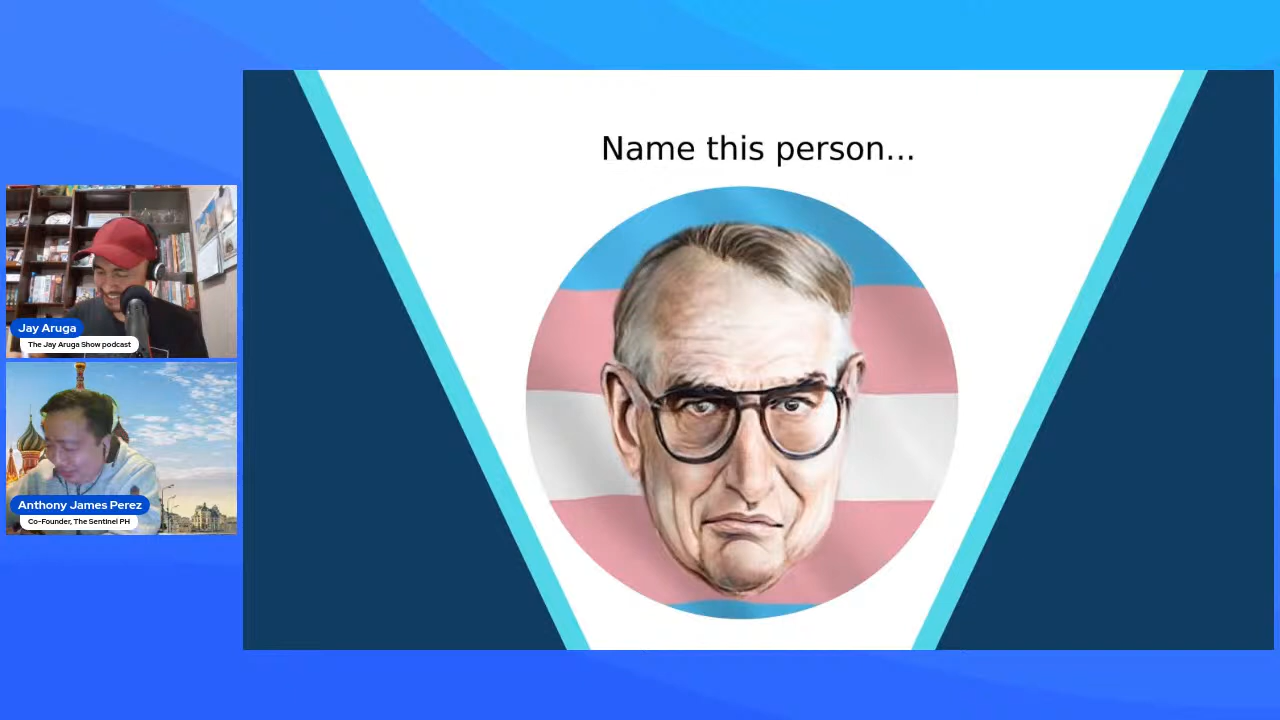 Name this person...
Jay Aruga
The Jay Aruga Show podcast
Anthony James Perez
Co-Founder, The Sentinel PH